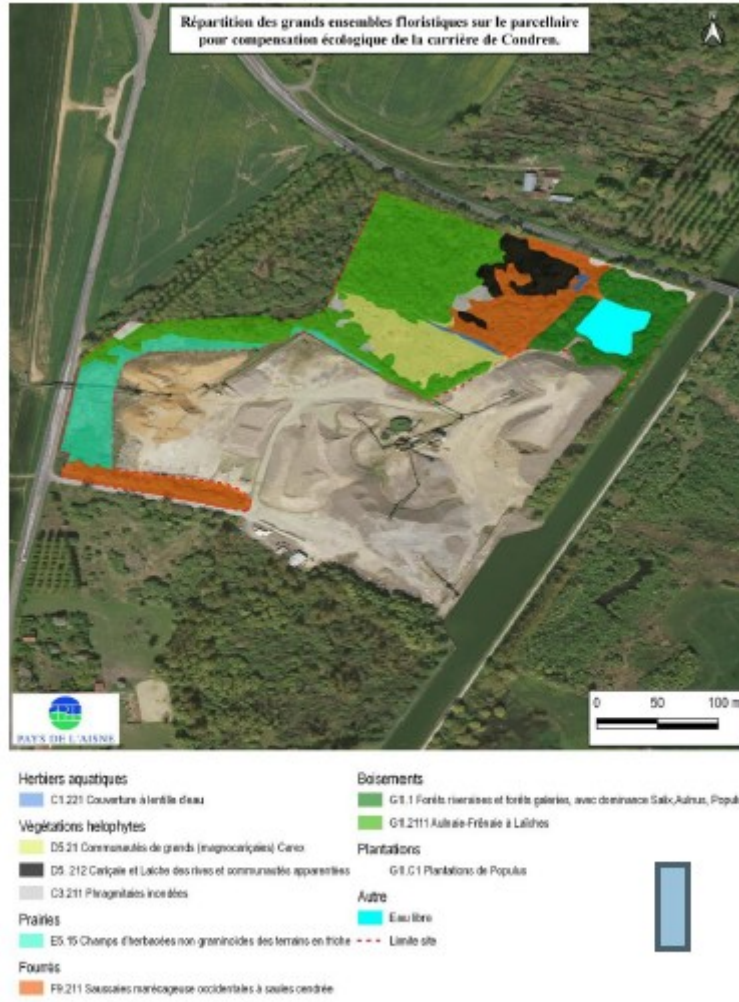 Répartition des grands ensembles floristiques sur le parcellaire
pour compensation écologique de la carrière de Condren.
N
PAYS DE L'AISNE
0 50 100 m
Herbiers aquatiques
C1.221 Couverture à lentille d'eau
Végétations helophytes
D5.21 Communautés de grands (magnocariçaies) Carex
D5. 212 Cariçaie et Laiche des rives et communautés apparentées
C3.211 Phragmitaies inondées
Prairies
E5.15 Champs d'herbacées non graminoïdes des terrains en friche
Fourrés
F9.211 Saussaies marécageuse occidentales à saules cendrée
Boisements
G1.1 Forêts riveraines et forêts galeries, avec dominance Salix, Aulnus, Popul
G1.2111 Aulnaie-Frênaie à Laîches
Plantations
G1.C1 Plantations de Populus
Autre
Eau libre
Limite site